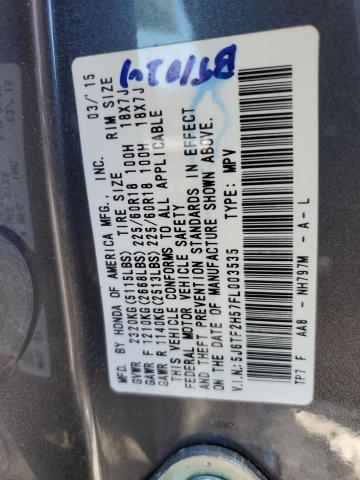 BT1021
MFD. BY HONDA OF AMERICA MFG., INC. 03/'15
TIRE SIZE RIM SIZE
GVWR 2320KG(5115LBS)
GAWR F 1210KG(2668LBS) 225/60R18 100H 18X7J
GAWR R 1140KG(2513LBS) 225/60R18 100H 18X7J
THIS VEHICLE CONFORMS TO ALL APPLICABLE
FEDERAL MOTOR VEHICLE SAFETY
AND THEFT PREVENTION STANDARDS IN EFFECT
ON THE DATE OF MANUFACTURE SHOWN ABOVE.
V.I.N.: 5J6TF2H57FL003535 TYPE: MPV
TP7 F AA8 - NH797M - A - L